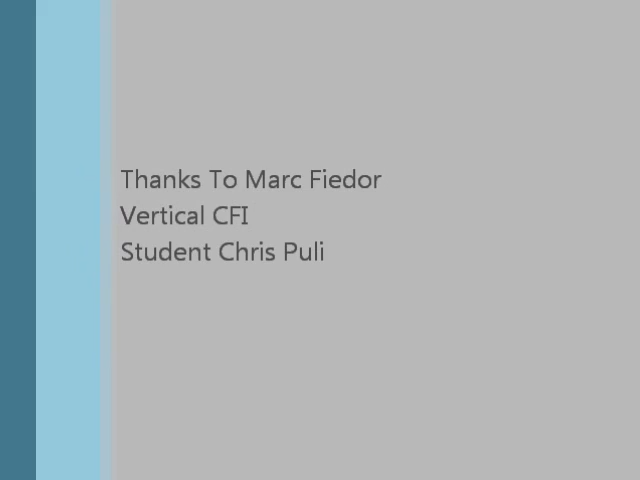 Thanks To Marc Fiedor
Vertical CFI
Student Chris Puli